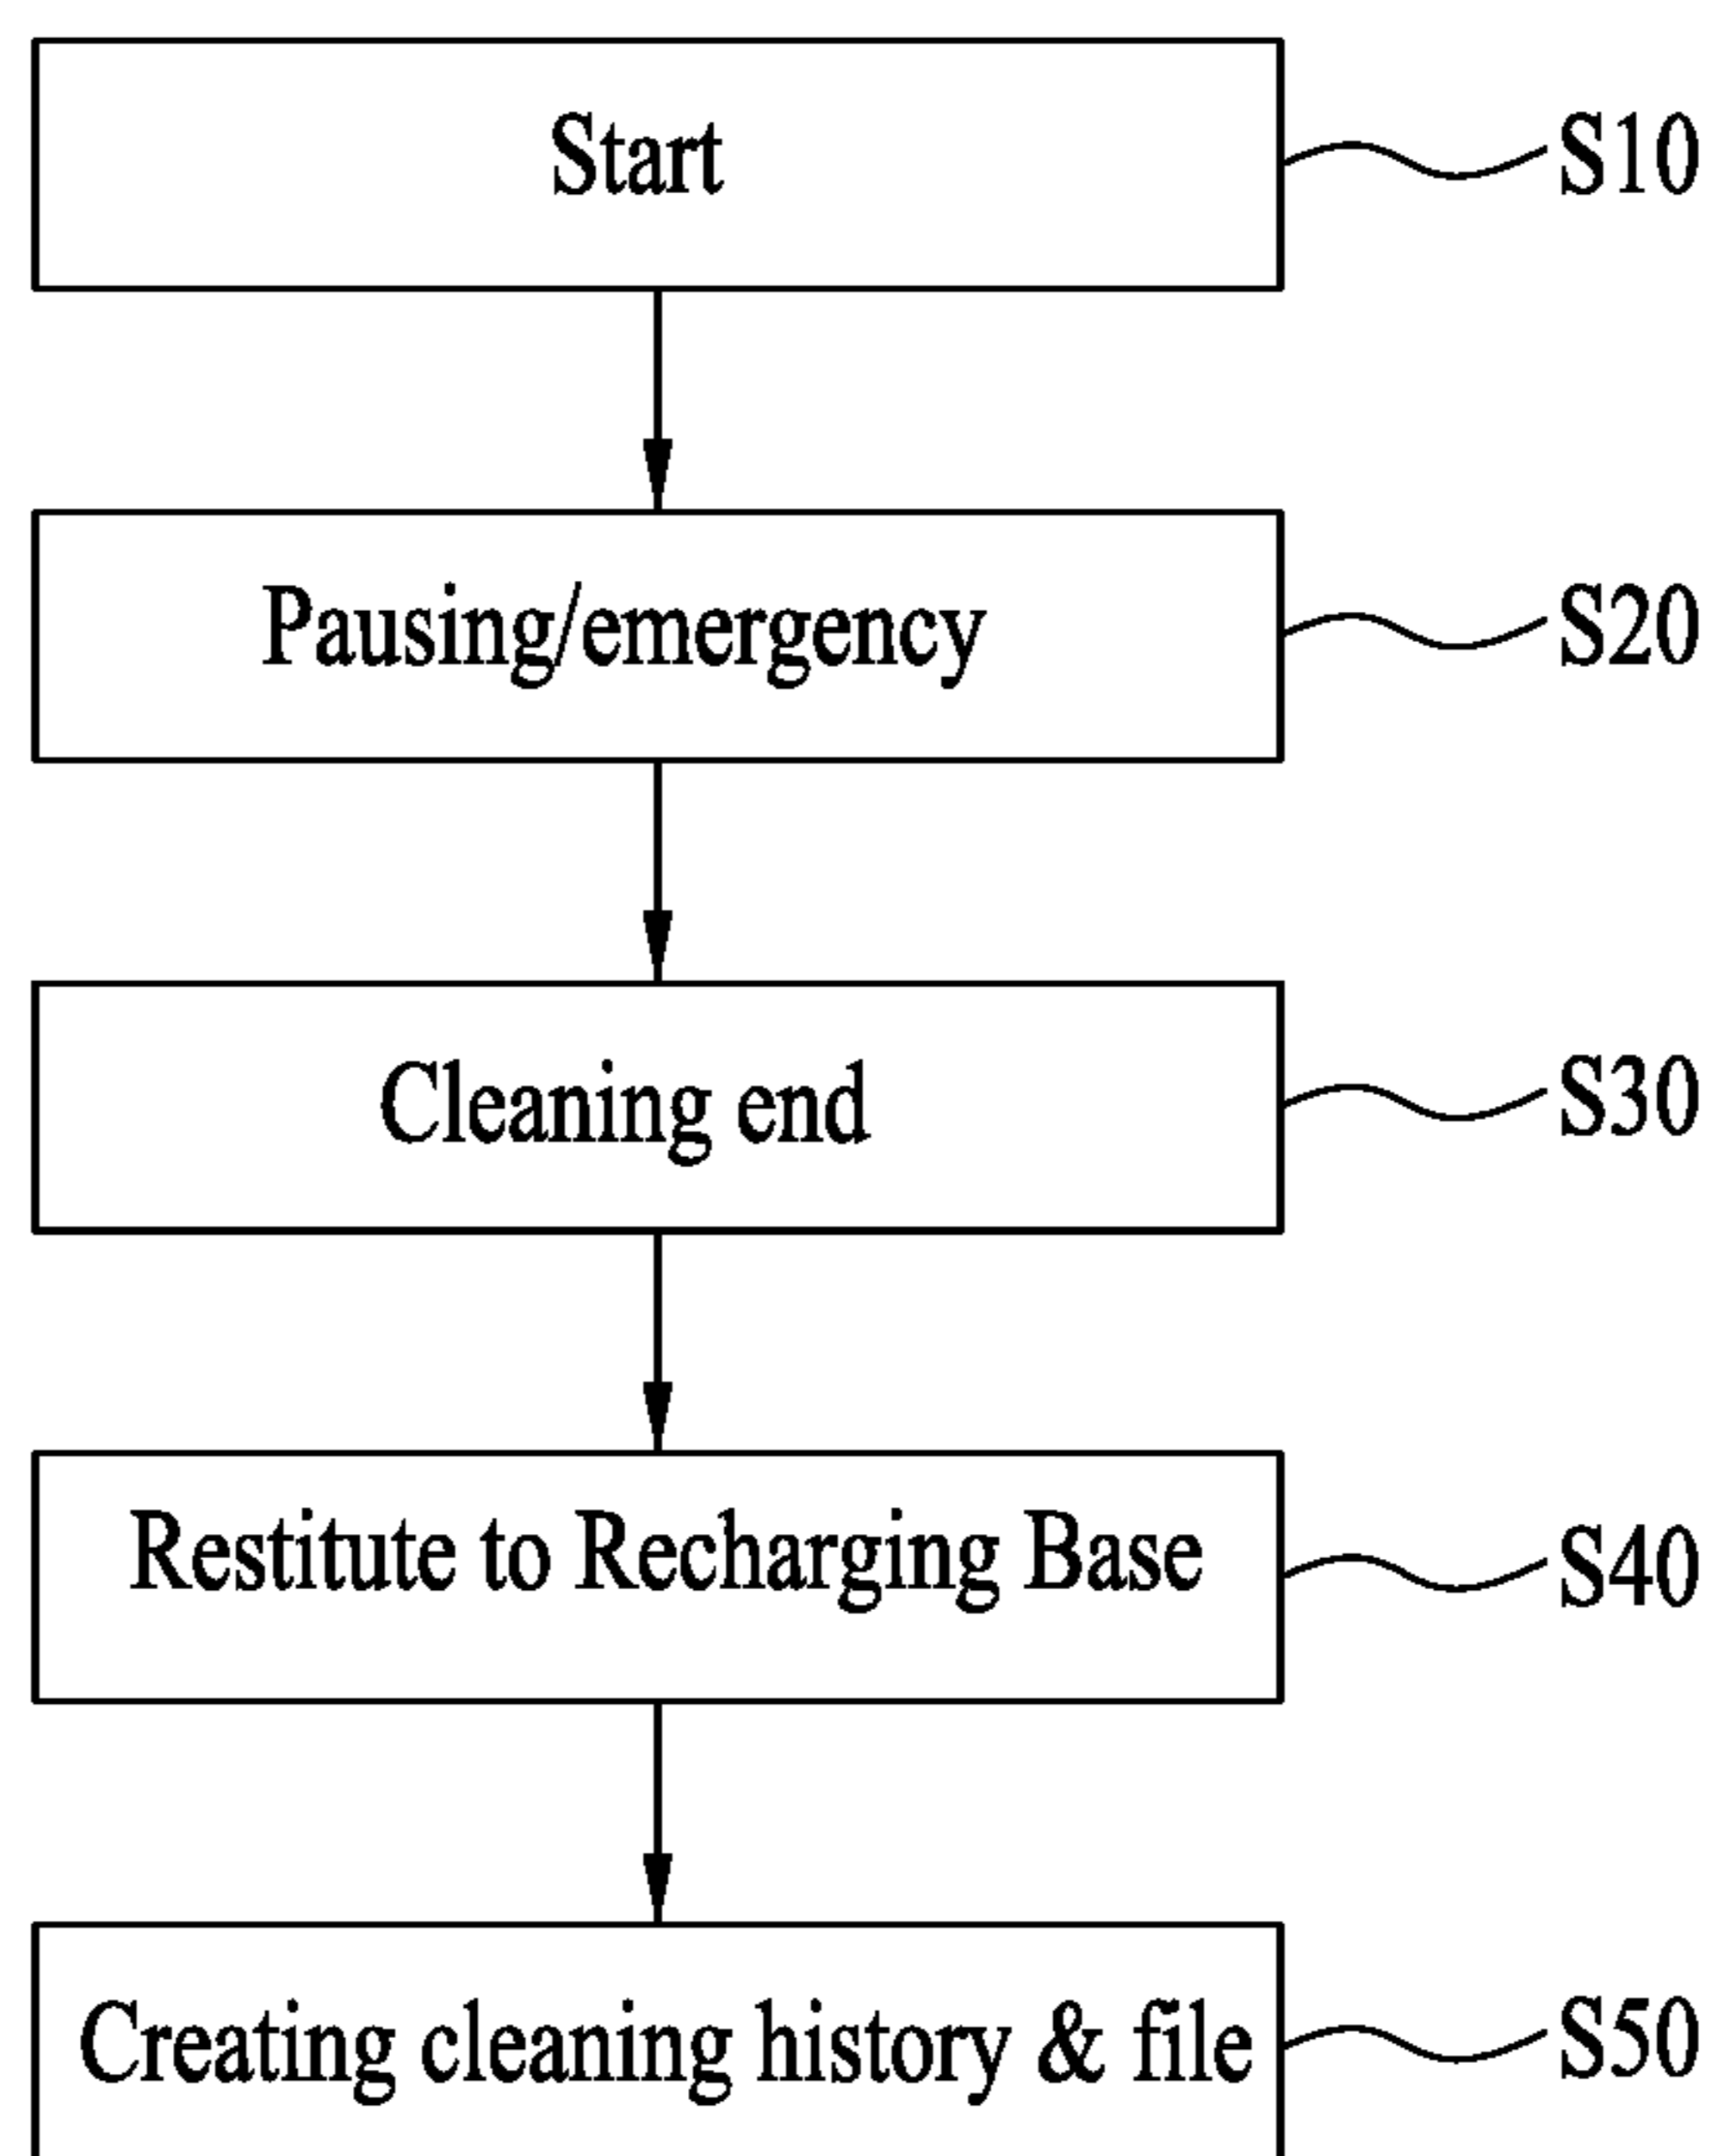 Start S10
Pausing/emergency S20
Cleaning end S30
Restitute to Recharging Base S40
Creating cleaning history & file S50